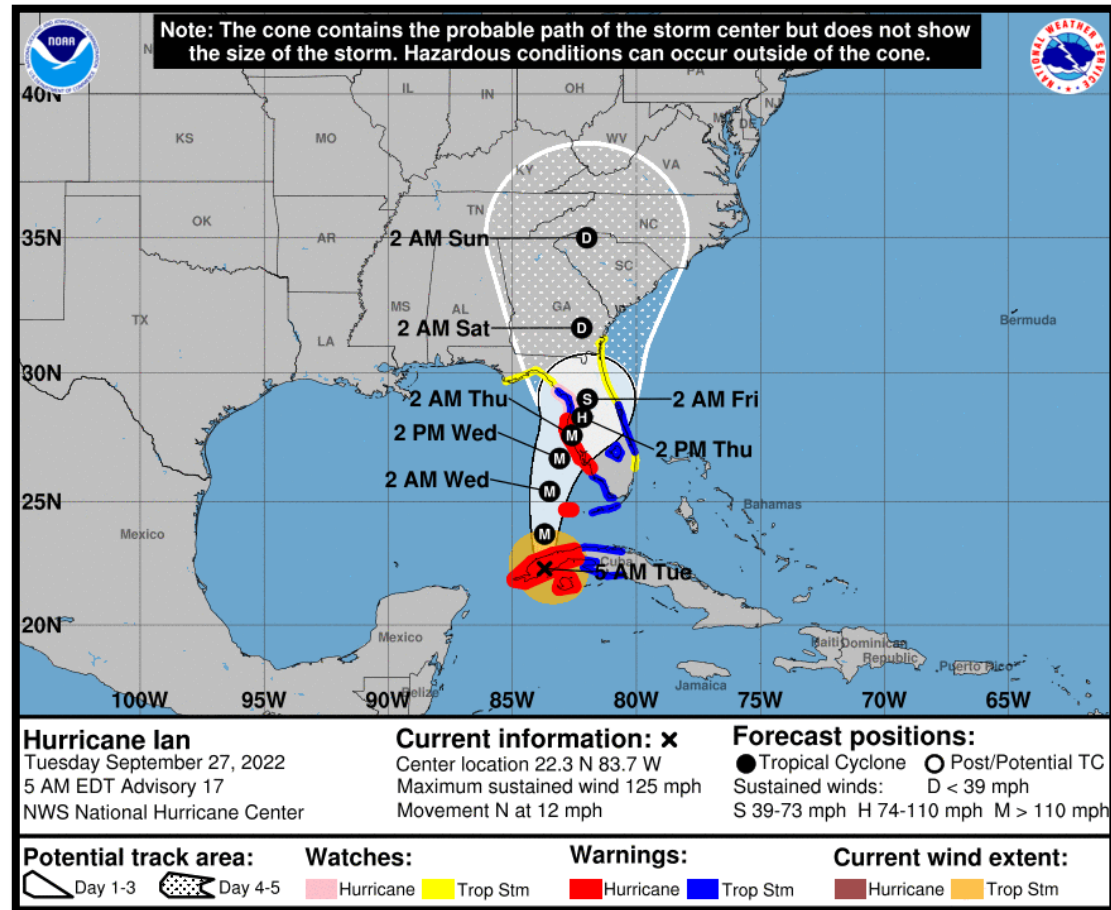 Note: The cone contains the probable path of the storm center but does not show
the size of the storm. Hazardous conditions can occur outside of the cone.
NOAA
NATIONAL WEATHER SERVICE
40N
35N
30N
25N
20N
100W
95W
90W
85W
80W
75W
70W
65W
IL
IN
OH
PA
NJ
DE
KS
MO
KY
WV
VA
OK
AR
TN
NC
SC
TX
LA
MS
AL
GA
Bermuda
Mexico
Mexico
Belize
Cuba
Bahamas
Jamaica
Haiti
Dominican
Republic
Puerto Rico
2 AM Sun
D
2 AM Sat
D
2 AM Fri
S
2 PM Thu
H
2 AM Thu
M
2 PM Wed
M
2 AM Wed
M
M
5 AM Tue
Hurricane Ian
Tuesday September 27, 2022
5 AM EDT Advisory 17
NWS National Hurricane Center
Current information: ×
Center location 22.3 N 83.7 W
Maximum sustained wind 125 mph
Movement N at 12 mph
Forecast positions:
● Tropical Cyclone ○ Post/Potential TC
Sustained winds: D < 39 mph
S 39-73 mph H 74-110 mph M > 110 mph
Potential track area:
Day 1-3 Day 4-5
Watches:
Hurricane Trop Stm
Warnings:
Hurricane Trop Stm
Current wind extent:
Hurricane Trop Stm